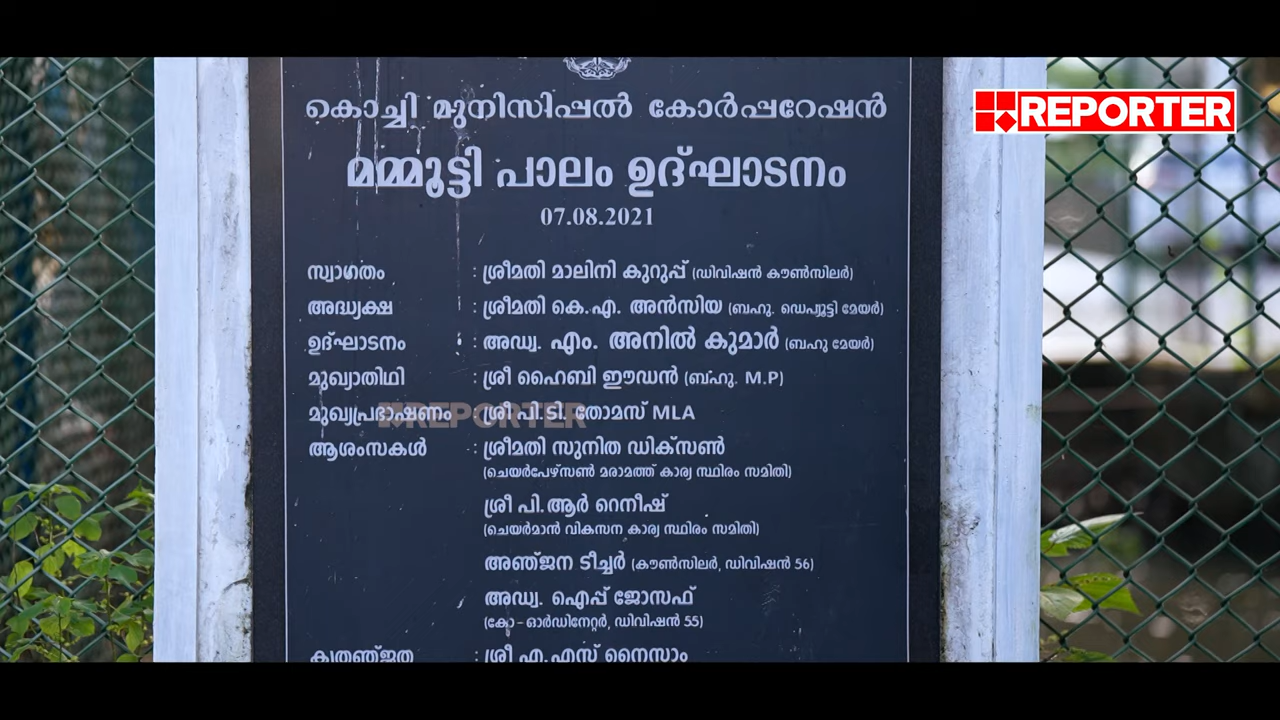 REPORTER
കൊച്ചി മുനിസിപ്പൽ കോർപ്പറേഷൻ
മമ്മൂട്ടി പാലം ഉദ്ഘാടനം
07.08.2021
സ്വാഗതം : ശ്രീമതി മാലിനി കുറുപ്പ് (ഡിവിഷൻ കൗൺസിലർ)
അദ്ധ്യക്ഷ : ശ്രീമതി കെ.എ. അൻസിയ (ബഹു. ഡെപ്യൂട്ടി മേയർ)
ഉദ്ഘാടനം : അഡ്വ. എം. അനിൽ കുമാർ (ബഹു മേയർ)
മുഖ്യാതിഥി : ശ്രീ ഹൈബി ഈഡൻ (ബഹു. M.P)
മുഖ്യപ്രഭാഷണം : ശ്രീ പി.ടി. തോമസ് MLA
REPORTER
ആശംസകൾ : ശ്രീമതി സുനിത ഡിക്സൺ
(ചെയർപേഴ്സൺ മരാമത്ത് കാര്യ സ്ഥിരം സമിതി)
ശ്രീ പി.ആർ റെനീഷ്
(ചെയർമാൻ വികസന കാര്യ സ്ഥിരം സമിതി)
അഞ്ജന ടീച്ചർ (കൗൺസിലർ, ഡിവിഷൻ 56)
അഡ്വ. ഐപ്പ് ജോസഫ്
(കോ-ഓർഡിനേറ്റർ, ഡിവിഷൻ 55)
കൃതഞ്ജത : ശ്രീ എ.എസ് നൈസാം